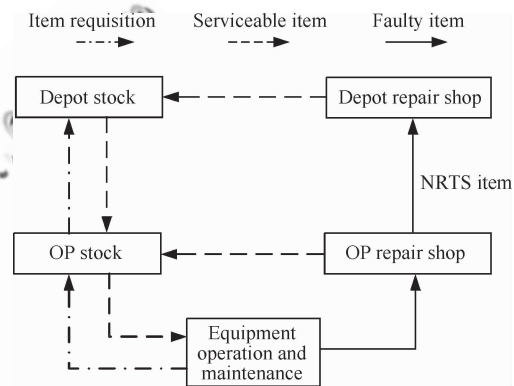 Item requisition Serviceable item Faulty item
Depot stock Depot repair shop
NRTS item
OP stock OP repair shop
Equipment
operation and
maintenance